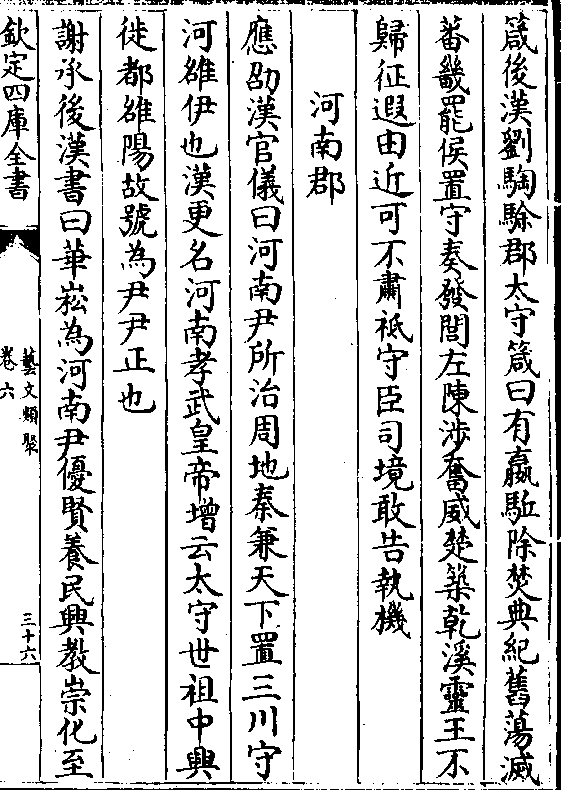 箴後漢劉騊駼郡太守箴曰有嬴駈除焚典紀舊蕩滅
蕃畿罷侯置守奏發閭左陳涉奮威楚築乾溪靈王不
歸征遐由近可不肅祗守臣司境敢告執機
河南郡
應劭漢官儀曰河南尹所治周地秦兼天下置三川守
河雒伊也漢更名河南孝武皇帝增云太守世祖中興
徙都雒陽故號為尹尹正也
謝承後漢書曰華崧為河南尹優賢養民興教崇化至
欽定四庫全書
藝文類聚
卷六
三十六